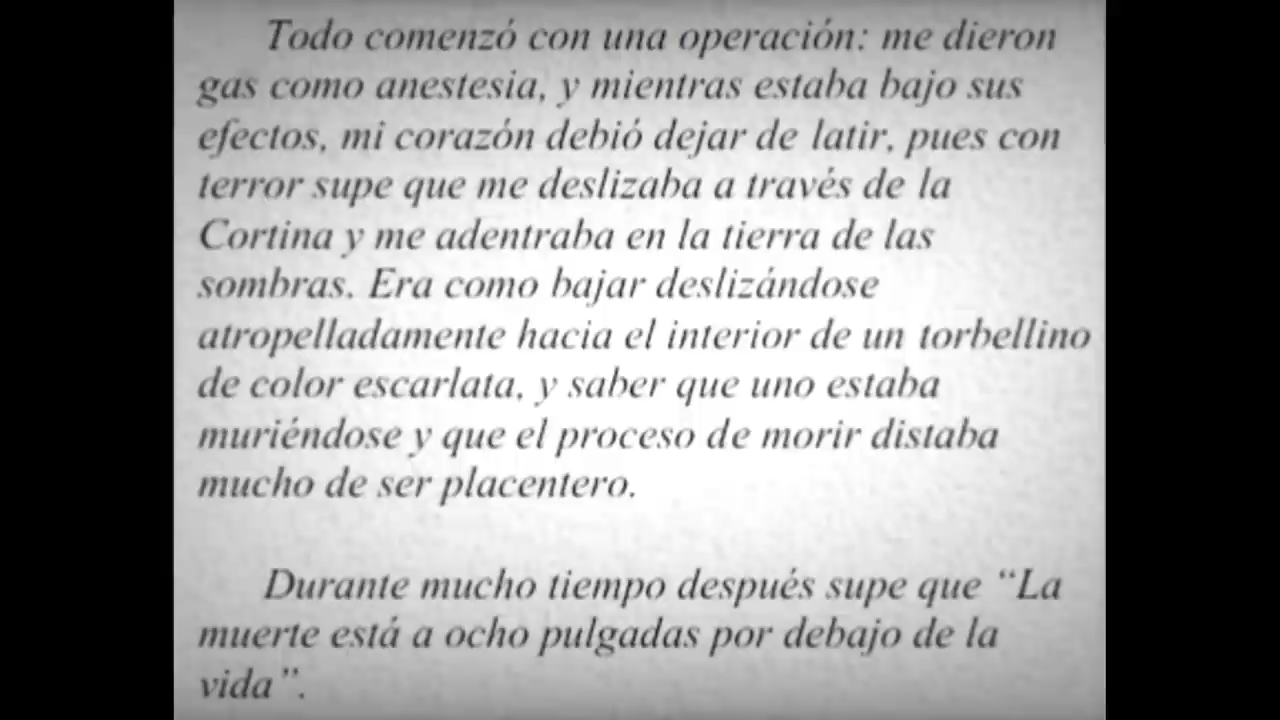 Todo comenzó con una operación: me dieron
gas como anestesia, y mientras estaba bajo sus
efectos, mi corazón debió dejar de latir, pues con
terror supe que me deslizaba a través de la
Cortina y me adentraba en la tierra de las
sombras. Era como bajar deslizándose
atropelladamente hacia el interior de un torbellino
de color escarlata, y saber que uno estaba
muriéndose y que el proceso de morir distaba
mucho de ser placentero.
Durante mucho tiempo después supe que “La
muerte está a ocho pulgadas por debajo de la
vida”.